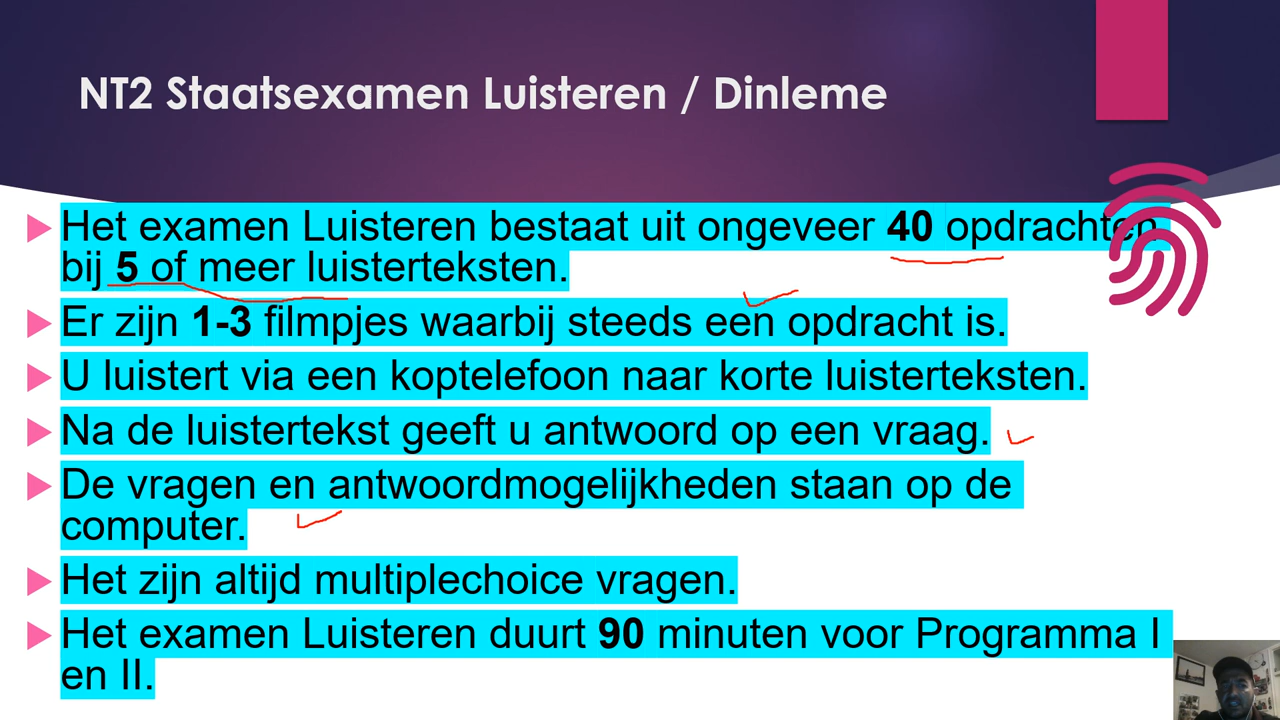 NT2 Staatsexamen Luisteren / Dinleme
Het examen Luisteren bestaat uit ongeveer 40 opdrachten
bij 5 of meer luisterteksten.
Er zijn 1-3 filmpjes waarbij steeds een opdracht is.
U luistert via een koptelefoon naar korte luisterteksten.
Na de luistertekst geeft u antwoord op een vraag.
De vragen en antwoordmogelijkheden staan op de
computer.
Het zijn altijd multiplechoice vragen.
Het examen Luisteren duurt 90 minuten voor Programma I
en II.